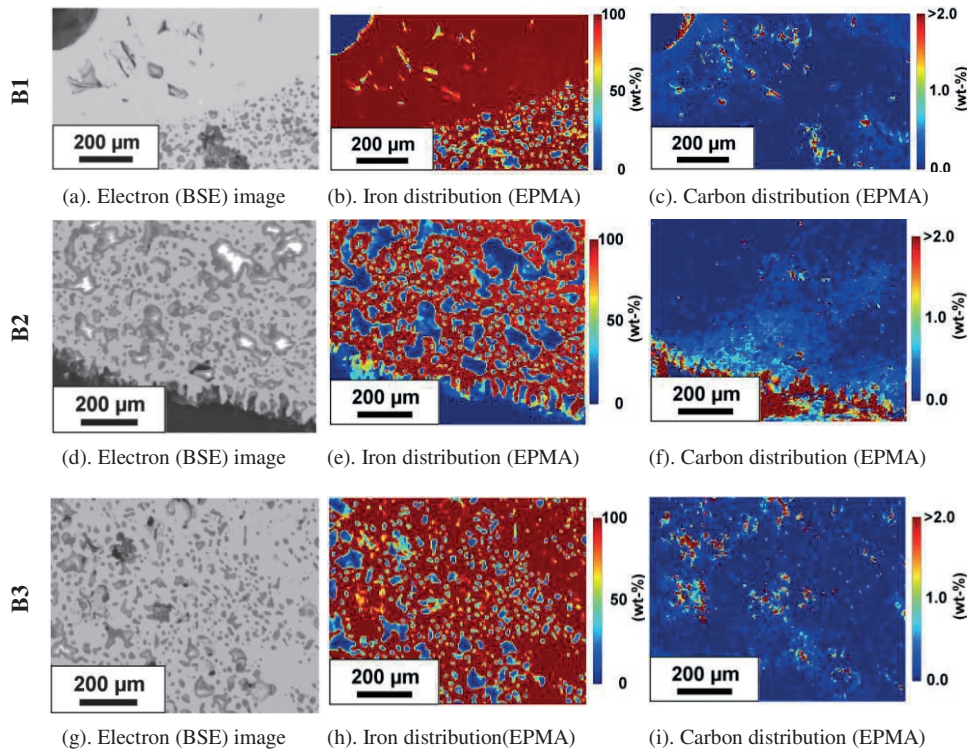 B1
200 µm
200 µm
100
50
0
(wt-%)
200 µm
>2.0
1.0
0.0
(wt-%)
(a). Electron (BSE) image
(b). Iron distribution (EPMA)
(c). Carbon distribution (EPMA)
B2
200 µm
200 µm
100
50
0
(wt-%)
200 µm
>2.0
1.0
0.0
(wt-%)
(d). Electron (BSE) image
(e). Iron distribution (EPMA)
(f). Carbon distribution (EPMA)
B3
200 µm
200 µm
100
50
0
(wt-%)
200 µm
>2.0
1.0
0.0
(wt-%)
(g). Electron (BSE) image
(h). Iron distribution(EPMA)
(i). Carbon distribution (EPMA)